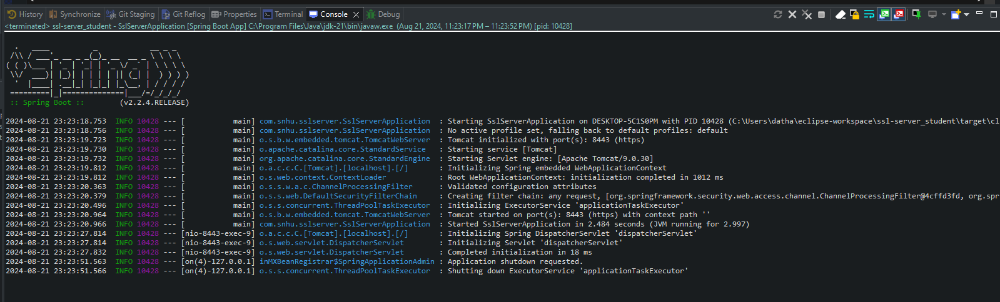 History Synchronize Git Staging Git Reflog Properties Terminal Console Debug
<terminated> ssl-server_student - SslServerApplication [Spring Boot App] C:\Program Files\Java\jdk-21\bin\javaw.exe (Aug 21, 2024, 11:23:17 PM – 11:23:52 PM) [pid: 10428]
  .   ____          _            __ _ _
 /\\ / ___'_ __ _ _(_)_ __  __ _ \ \ \ \
( ( )\___ | '_ | '_| | '_ \/ _` | \ \ \ \
 \\/  ___)| |_)| | | | | || (_| |  ) ) ) )
  '  |____| .__|_| |_|_| |_\__, | / / / /
 =========|_|==============|___/=/_/_/_/
 :: Spring Boot ::        (v2.2.4.RELEASE)
2024-08-21 23:23:18.753  INFO 10428 --- [           main] com.snhu.sslserver.SslServerApplication  : Starting SslServerApplication on DESKTOP-5C1S0PM with PID 10428 (C:\Users\datha\eclipse-workspace\ssl-server_student\target\cl
2024-08-21 23:23:18.756  INFO 10428 --- [           main] com.snhu.sslserver.SslServerApplication  : No active profile set, falling back to default profiles: default
2024-08-21 23:23:19.723  INFO 10428 --- [           main] o.s.b.w.embedded.tomcat.TomcatWebServer  : Tomcat initialized with port(s): 8443 (https)
2024-08-21 23:23:19.730  INFO 10428 --- [           main] o.apache.catalina.core.StandardService   : Starting service [Tomcat]
2024-08-21 23:23:19.732  INFO 10428 --- [           main] org.apache.catalina.core.StandardEngine  : Starting Servlet engine: [Apache Tomcat/9.0.30]
2024-08-21 23:23:19.812  INFO 10428 --- [           main] o.a.c.c.C.[Tomcat].[localhost].[/]       : Initializing Spring embedded WebApplicationContext
2024-08-21 23:23:19.812  INFO 10428 --- [           main] o.s.web.context.ContextLoader            : Root WebApplicationContext: initialization completed in 1012 ms
2024-08-21 23:23:20.363  INFO 10428 --- [           main] o.s.s.w.a.c.ChannelProcessingFilter      : Validated configuration attributes
2024-08-21 23:23:20.379  INFO 10428 --- [           main] o.s.s.web.DefaultSecurityFilterChain     : Creating filter chain: any request, [org.springframework.security.web.access.channel.ChannelProcessingFilter@4cffd3fd, org.spr
2024-08-21 23:23:20.496  INFO 10428 --- [           main] o.s.s.concurrent.ThreadPoolTaskExecutor  : Initializing ExecutorService 'applicationTaskExecutor'
2024-08-21 23:23:20.964  INFO 10428 --- [           main] o.s.b.w.embedded.tomcat.TomcatWebServer  : Tomcat started on port(s): 8443 (https) with context path ''
2024-08-21 23:23:20.966  INFO 10428 --- [           main] com.snhu.sslserver.SslServerApplication  : Started SslServerApplication in 2.484 seconds (JVM running for 2.997)
2024-08-21 23:23:27.814  INFO 10428 --- [nio-8443-exec-9] o.a.c.c.C.[Tomcat].[localhost].[/]       : Initializing Spring DispatcherServlet 'dispatcherServlet'
2024-08-21 23:23:27.814  INFO 10428 --- [nio-8443-exec-9] o.s.web.servlet.DispatcherServlet        : Initializing Servlet 'dispatcherServlet'
2024-08-21 23:23:27.832  INFO 10428 --- [nio-8443-exec-9] o.s.web.servlet.DispatcherServlet        : Completed initialization in 18 ms
2024-08-21 23:23:51.563  INFO 10428 --- [on(4)-127.0.0.1] inMXBeanRegistrar$SpringApplicationAdmin : Application shutdown requested.
2024-08-21 23:23:51.566  INFO 10428 --- [on(4)-127.0.0.1] o.s.s.concurrent.ThreadPoolTaskExecutor  : Shutting down ExecutorService 'applicationTaskExecutor'